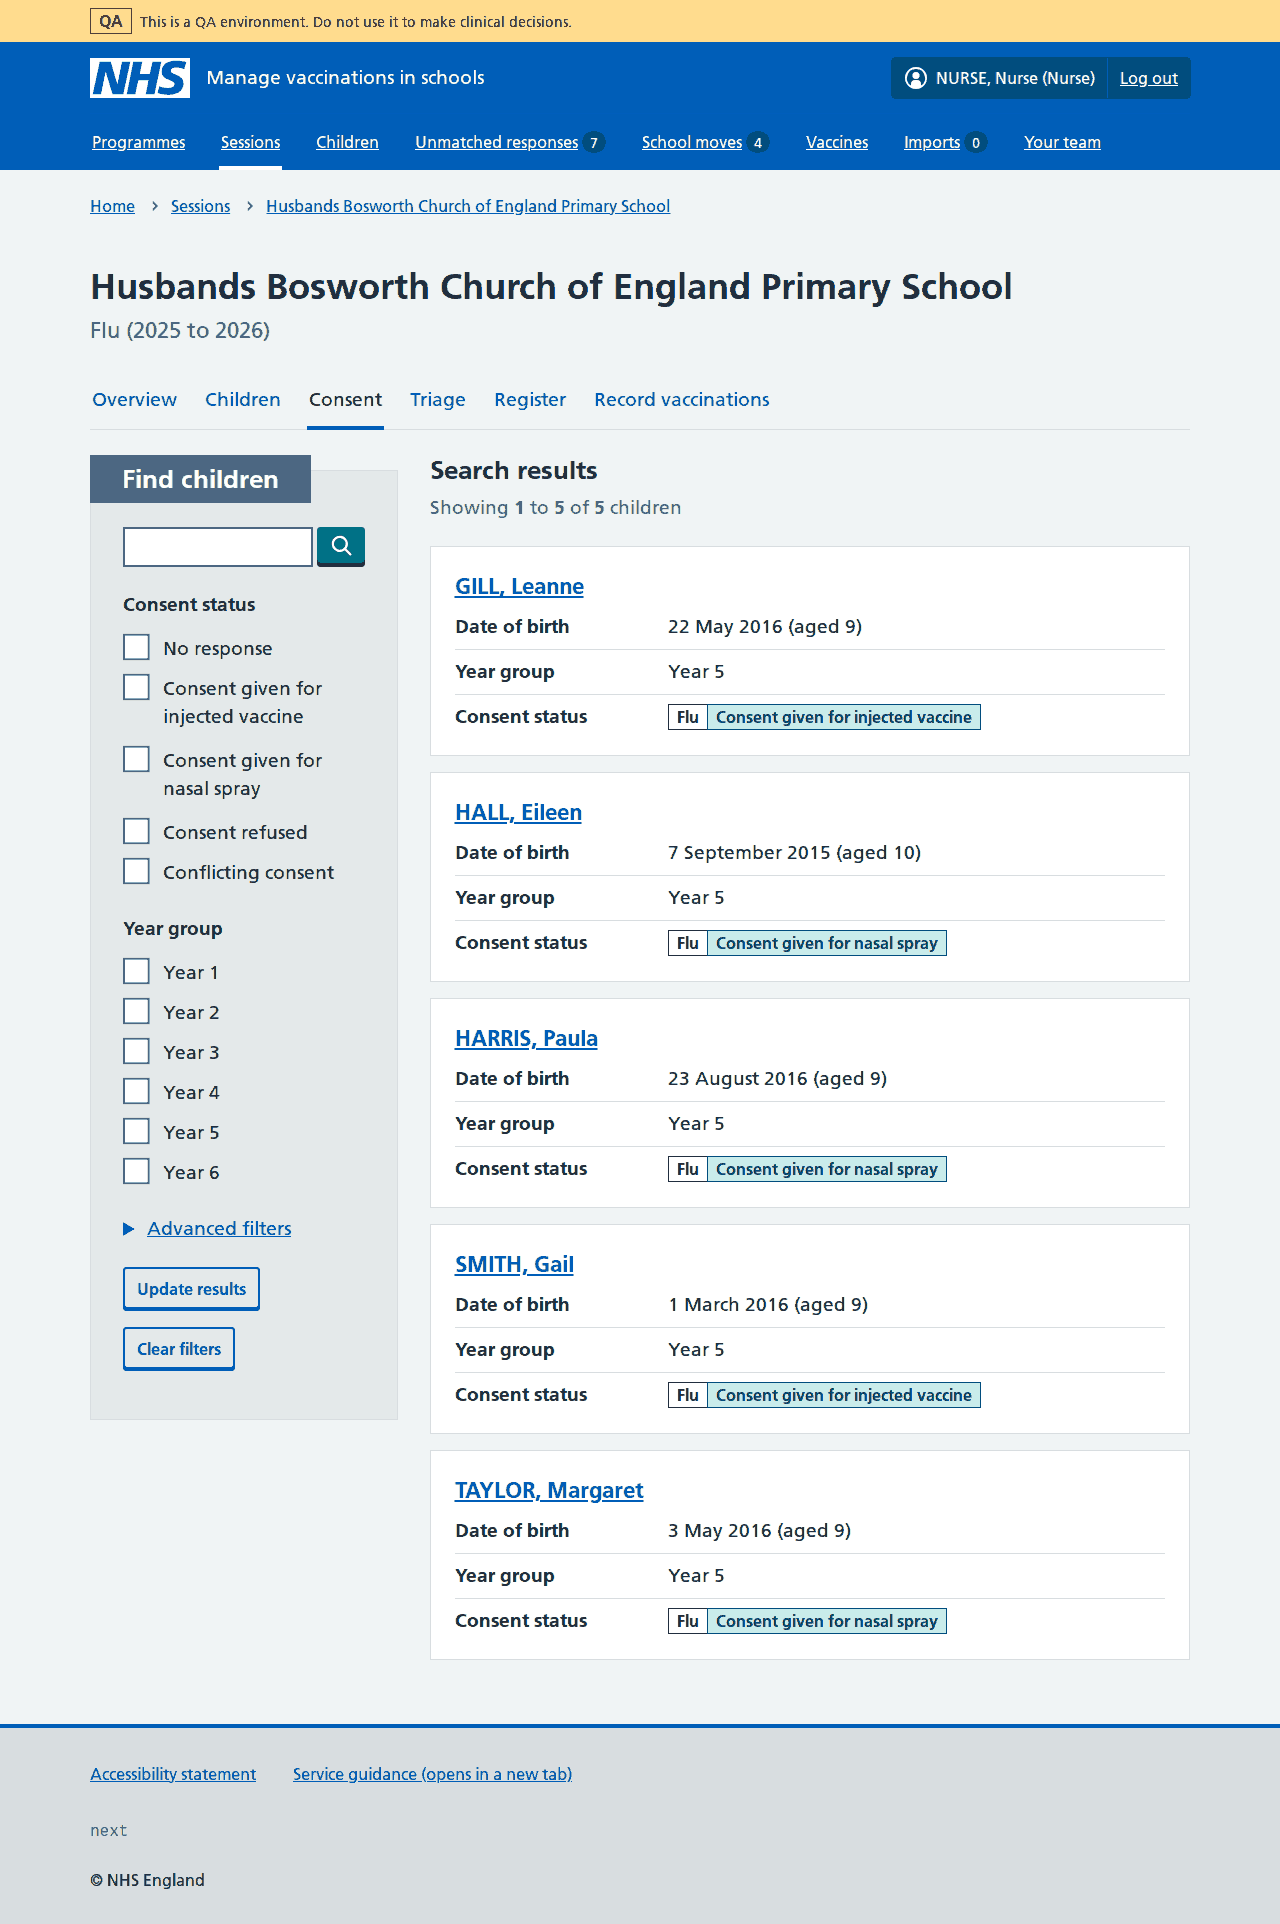 QA This is a QA environment. Do not use it to make clinical decisions.
NHS Manage vaccinations in schools NURSE, Nurse (Nurse) Log out
Programmes Sessions Children Unmatched responses 7 School moves 4 Vaccines Imports 0 Your team
Home Sessions Husbands Bosworth Church of England Primary School
Husbands Bosworth Church of England Primary School
Flu (2025 to 2026)
Overview Children Consent Triage Register Record vaccinations
Find children
Consent status
No response
Consent given for
injected vaccine
Consent given for
nasal spray
Consent refused
Conflicting consent
Year group
Year 1
Year 2
Year 3
Year 4
Year 5
Year 6
Advanced filters
Update results
Clear filters
Search results
Showing 1 to 5 of 5 children
GILL, Leanne
Date of birth 22 May 2016 (aged 9)
Year group Year 5
Consent status Flu Consent given for injected vaccine
HALL, Eileen
Date of birth 7 September 2015 (aged 10)
Year group Year 5
Consent status Flu Consent given for nasal spray
HARRIS, Paula
Date of birth 23 August 2016 (aged 9)
Year group Year 5
Consent status Flu Consent given for nasal spray
SMITH, Gail
Date of birth 1 March 2016 (aged 9)
Year group Year 5
Consent status Flu Consent given for injected vaccine
TAYLOR, Margaret
Date of birth 3 May 2016 (aged 9)
Year group Year 5
Consent status Flu Consent given for nasal spray
Accessibility statement Service guidance (opens in a new tab)
next
© NHS England